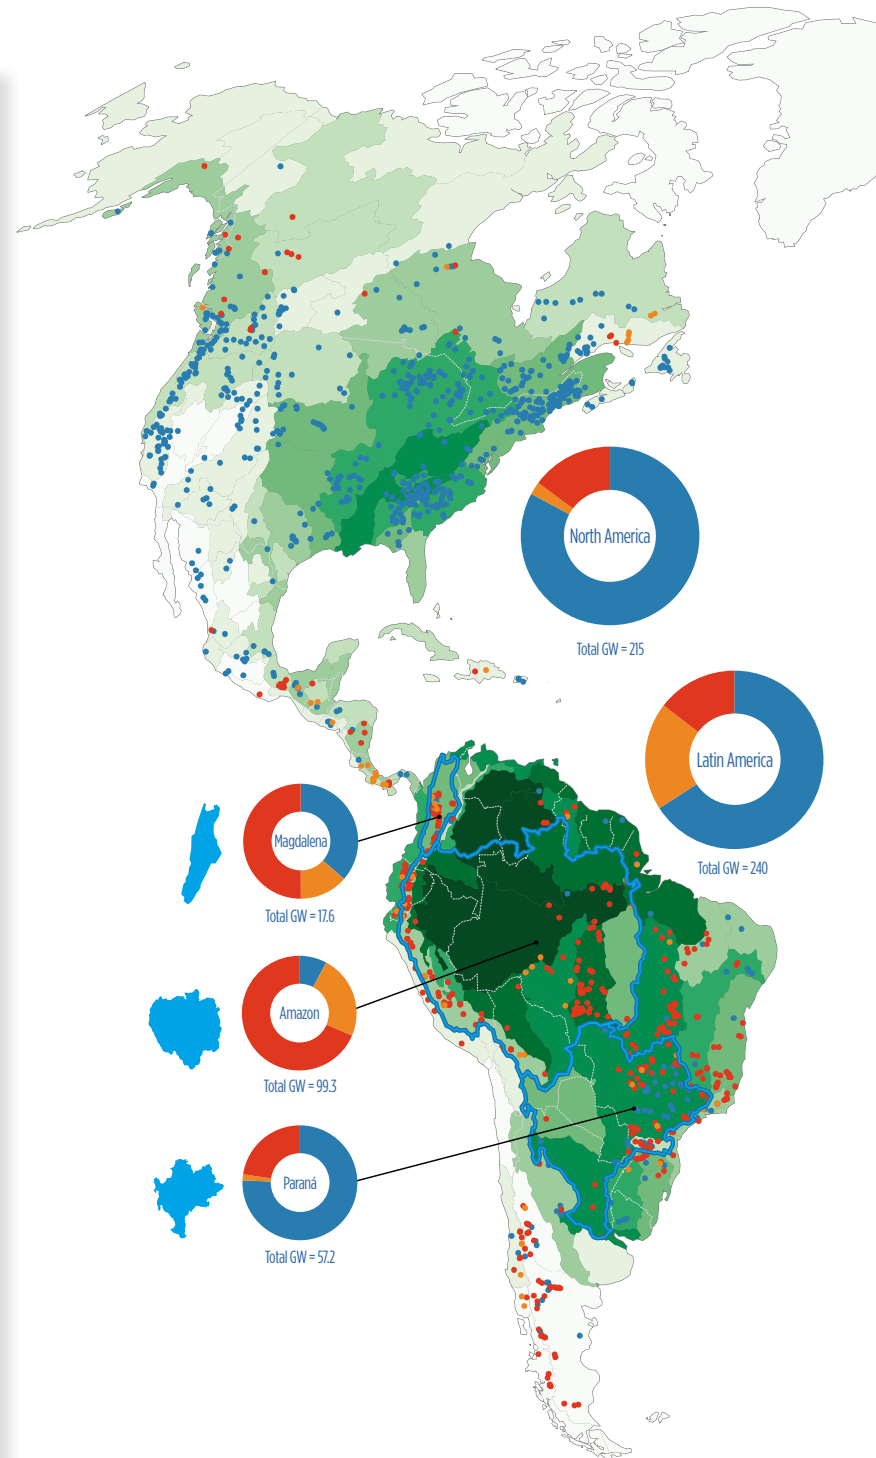 North America
Total GW = 215
Latin America
Total GW = 240
Magdalena
Total GW = 17.6
Amazon
Total GW = 99.3
Paraná
Total GW = 57.2